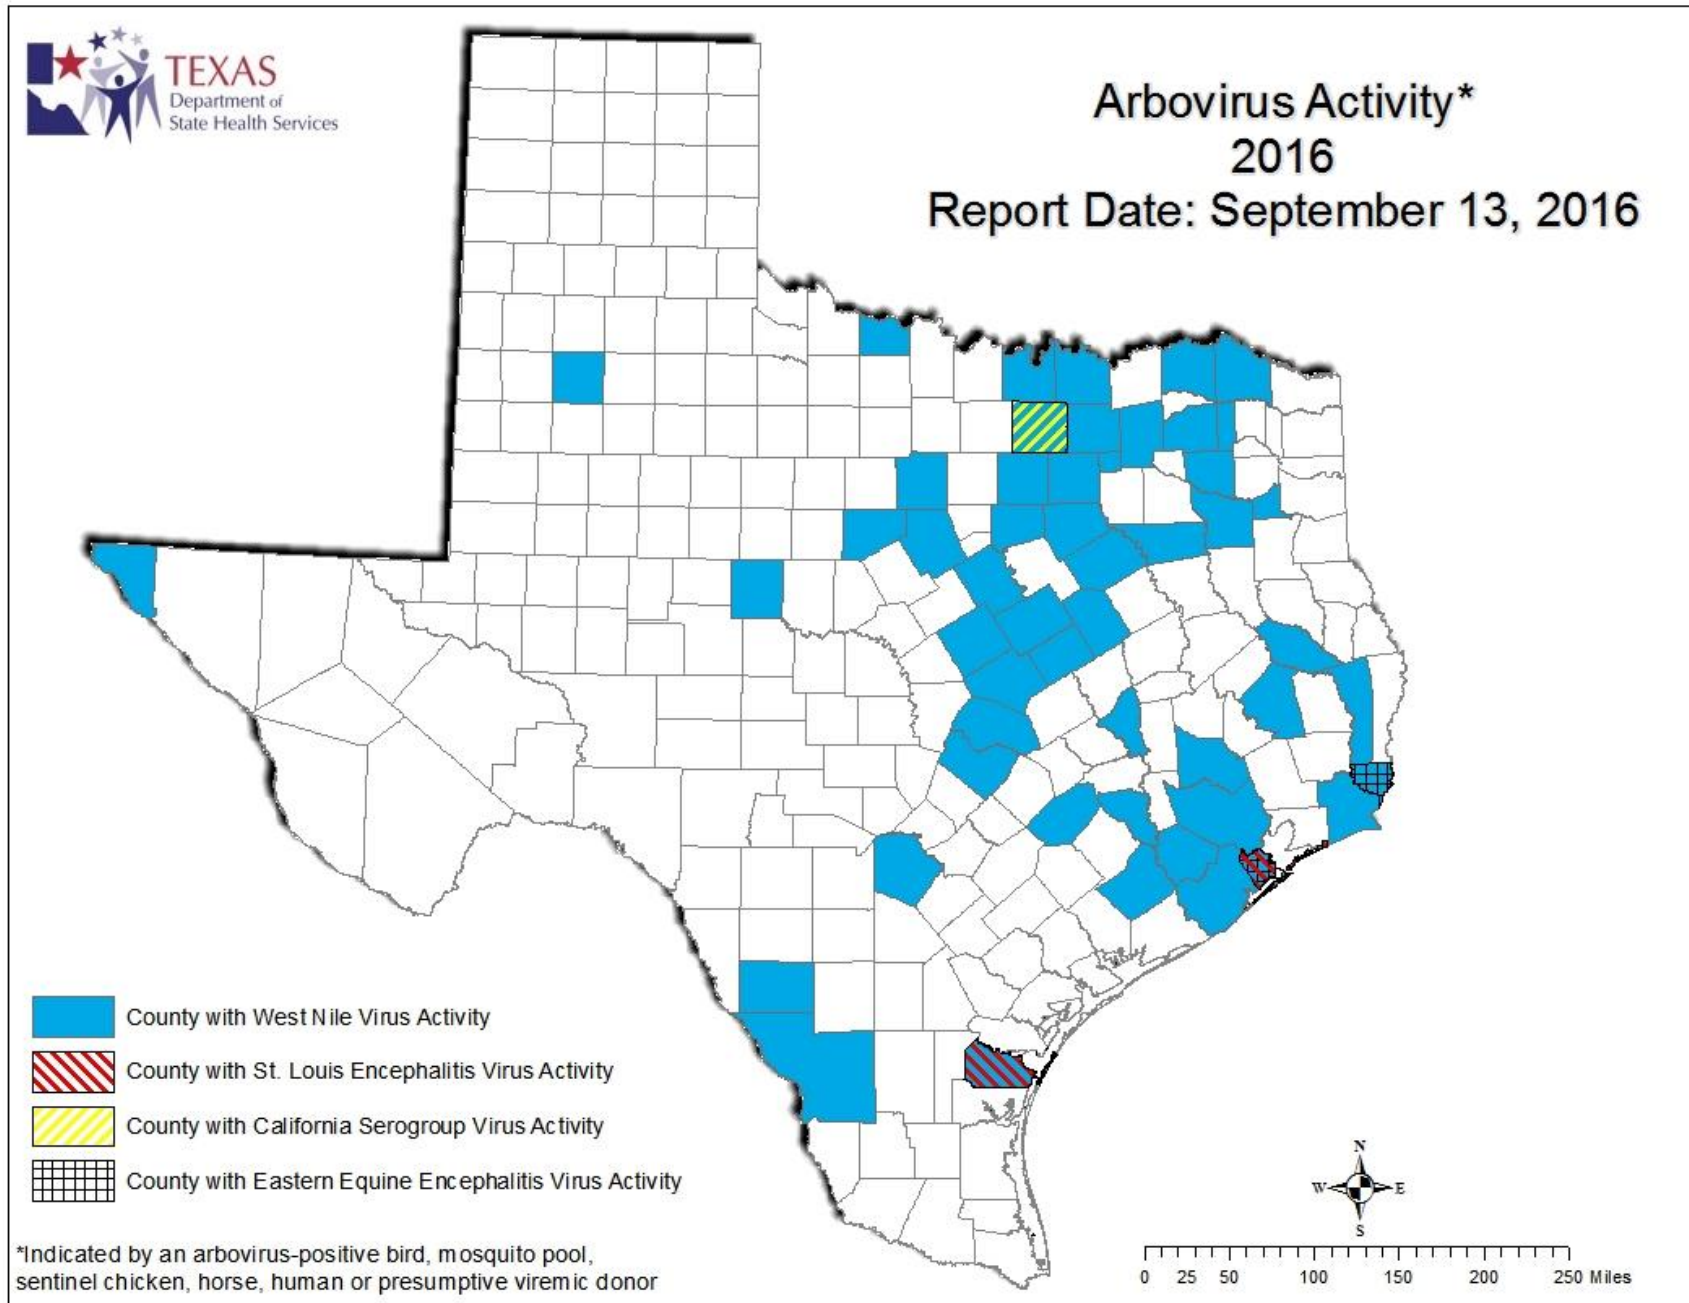 TEXAS
Department of
State Health Services
Arbovirus Activity*
2016
Report Date: September 13, 2016
County with West Nile Virus Activity
County with St. Louis Encephalitis Virus Activity
County with California Serogroup Virus Activity
County with Eastern Equine Encephalitis Virus Activity
*Indicated by an arbovirus-positive bird, mosquito pool,
sentinel chicken, horse, human or presumptive viremic donor
N
W E
S
0 25 50 100 150 200 250 Miles